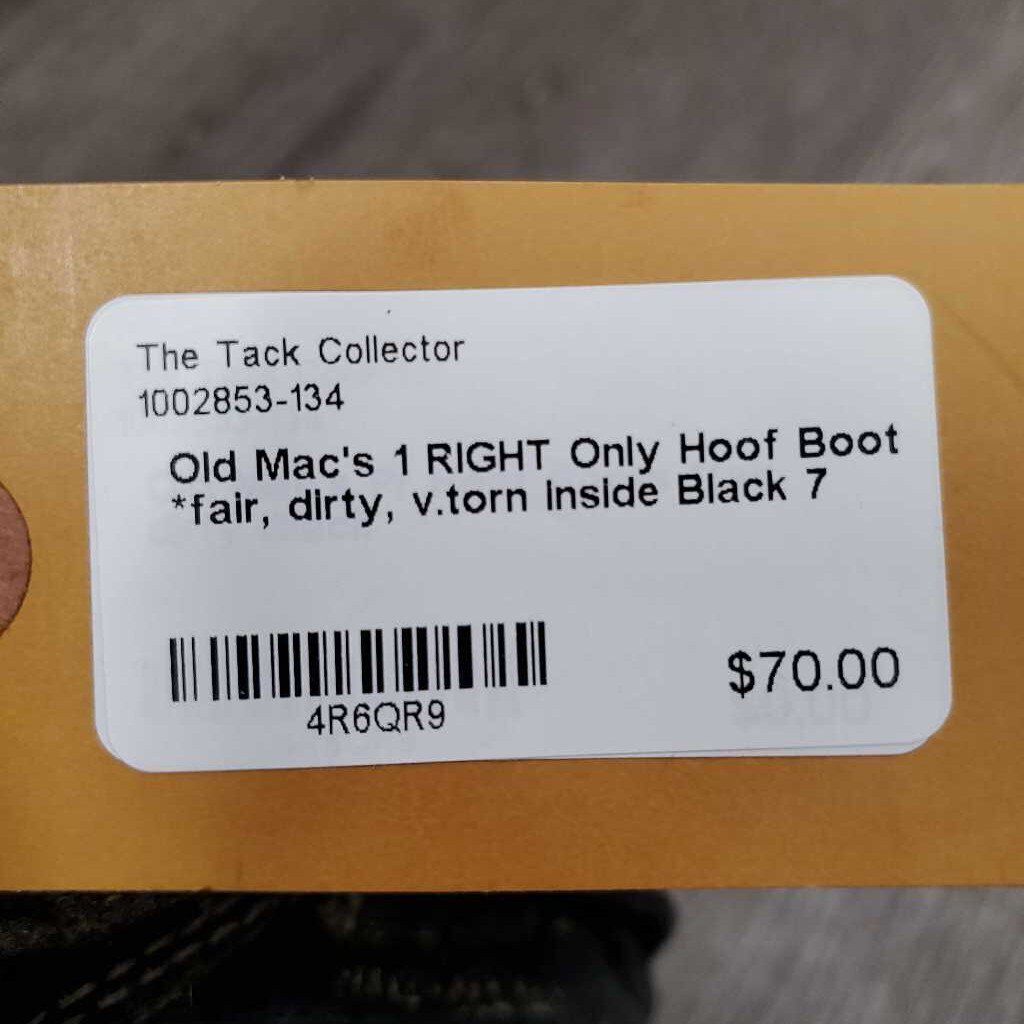 The Tack Collector
1002853-134
Old Mac's 1 RIGHT Only Hoof Boot
*fair, dirty, v.torn inside Black 7
4R6QR9
$70.00